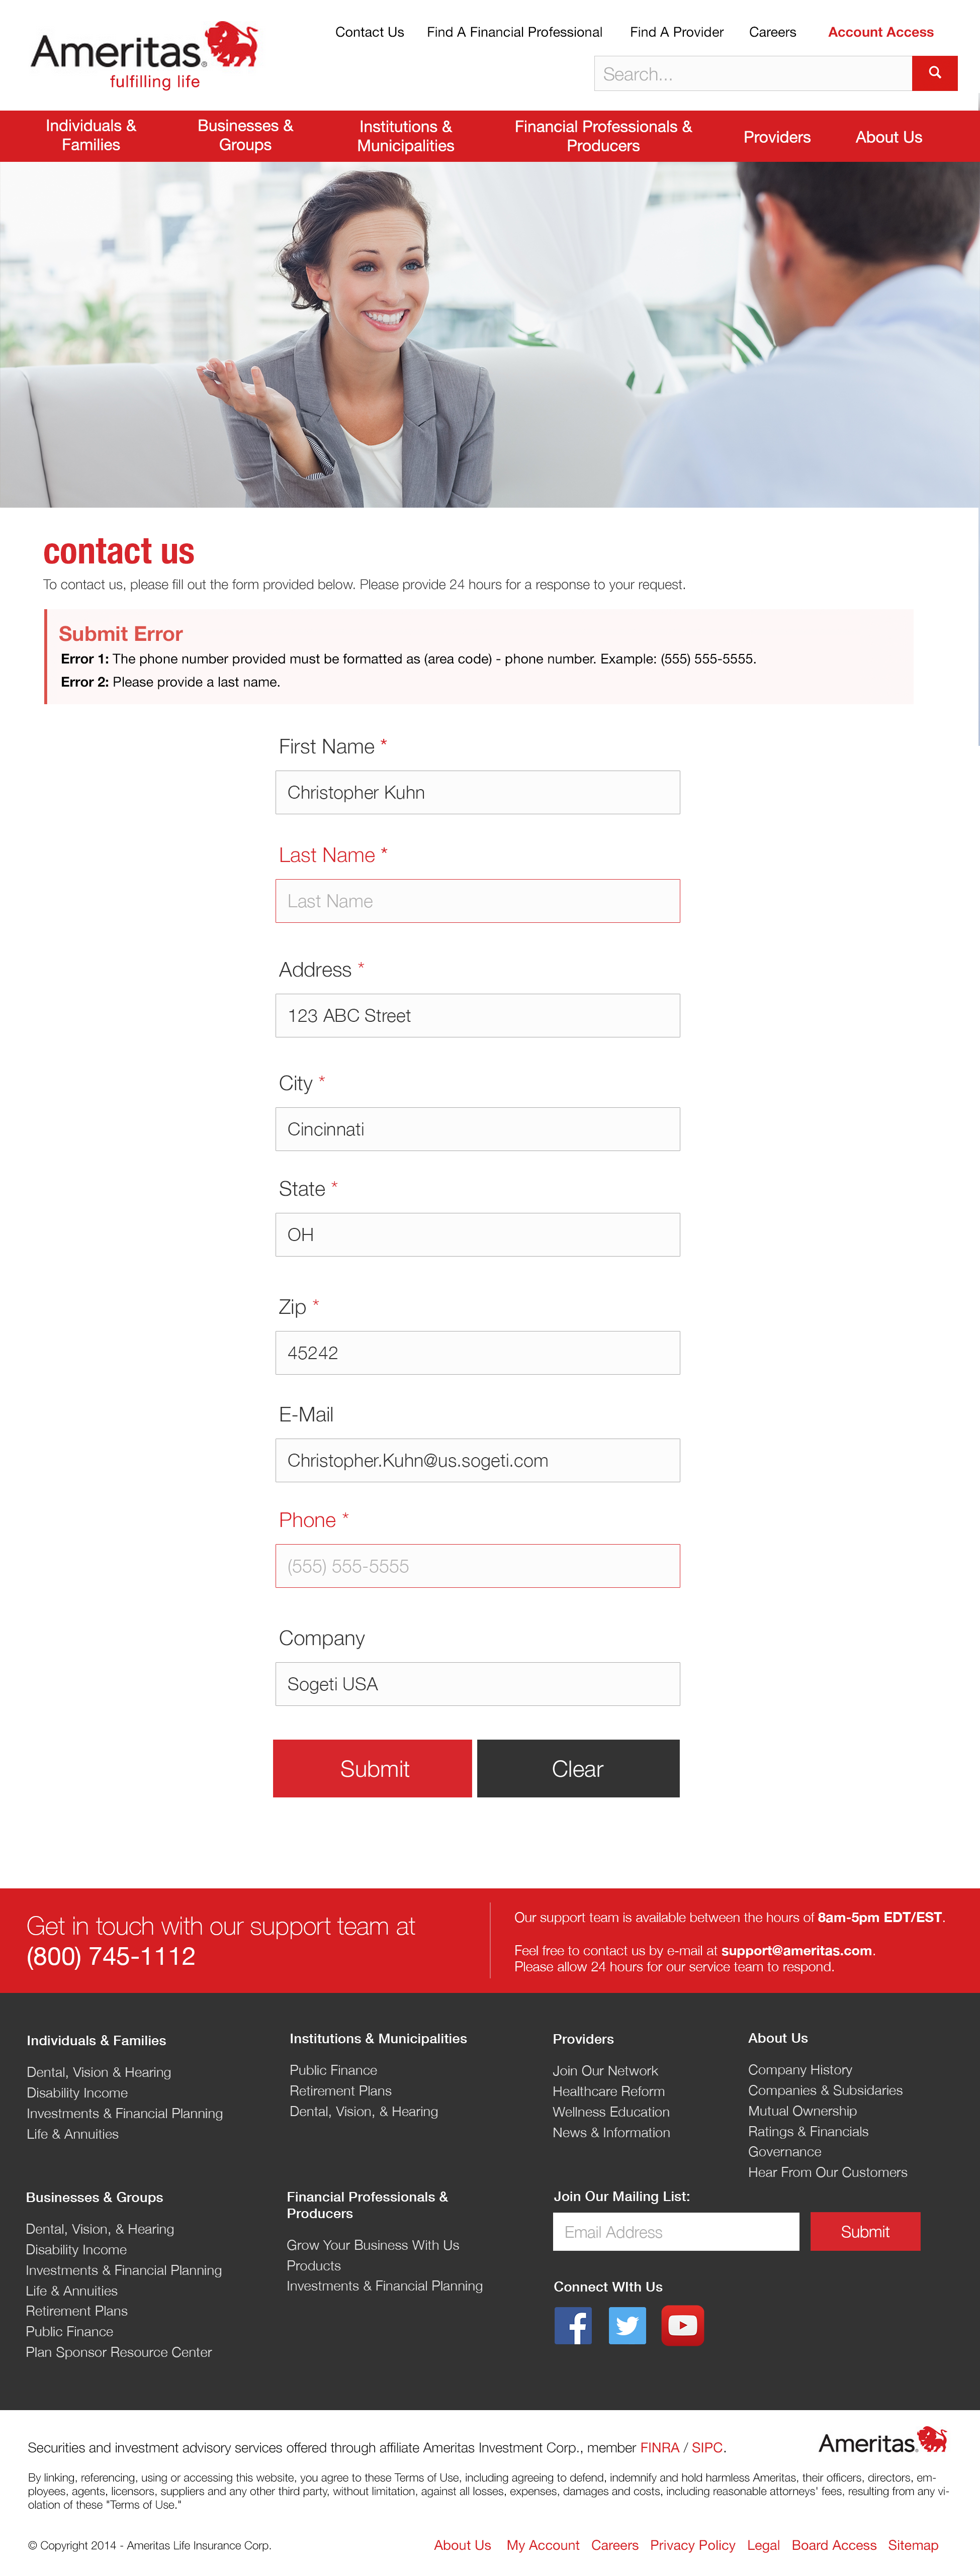 Ameritas®
fulfilling life
Contact Us
Find A Financial Professional
Find A Provider
Careers
Account Access
Search...
Individuals &
Families
Businesses &
Groups
Institutions &
Municipalities
Financial Professionals &
Producers
Providers
About Us
contact us
To contact us, please fill out the form provided below. Please provide 24 hours for a response to your request.
Submit Error
Error 1: The phone number provided must be formatted as (area code) - phone number. Example: (555) 555-5555.
Error 2: Please provide a last name.
First Name *
Christopher Kuhn
Last Name *
Last Name
Address *
123 ABC Street
City *
Cincinnati
State *
OH
Zip *
45242
E-Mail
Christopher.Kuhn@us.sogeti.com
Phone *
(555) 555-5555
Company
Sogeti USA
Submit
Clear
Get in touch with our support team at
(800) 745-1112
Our support team is available between the hours of 8am-5pm EDT/EST.
Feel free to contact us by e-mail at support@ameritas.com.
Please allow 24 hours for our service team to respond.
Individuals & Families
Dental, Vision & Hearing
Disability Income
Investments & Financial Planning
Life & Annuities
Institutions & Municipalities
Public Finance
Retirement Plans
Dental, Vision, & Hearing
Providers
Join Our Network
Healthcare Reform
Wellness Education
News & Information
About Us
Company History
Companies & Subsidaries
Mutual Ownership
Ratings & Financials
Governance
Hear From Our Customers
Businesses & Groups
Dental, Vision, & Hearing
Disability Income
Investments & Financial Planning
Life & Annuities
Retirement Plans
Public Finance
Plan Sponsor Resource Center
Financial Professionals &
Producers
Grow Your Business With Us
Products
Investments & Financial Planning
Join Our Mailing List:
Email Address
Submit
Connect WIth Us
Securities and investment advisory services offered through affiliate Ameritas Investment Corp., member FINRA / SIPC.
Ameritas®
By linking, referencing, using or accessing this website, you agree to these Terms of Use, including agreeing to defend, indemnify and hold harmless Ameritas, their officers, directors, em-
ployees, agents, licensors, suppliers and any other third party, without limitation, against all losses, expenses, damages and costs, including reasonable attorneys' fees, resulting from any vi-
olation of these "Terms of Use."
© Copyright 2014 - Ameritas Life Insurance Corp.
About Us
My Account
Careers
Privacy Policy
Legal
Board Access
Sitemap